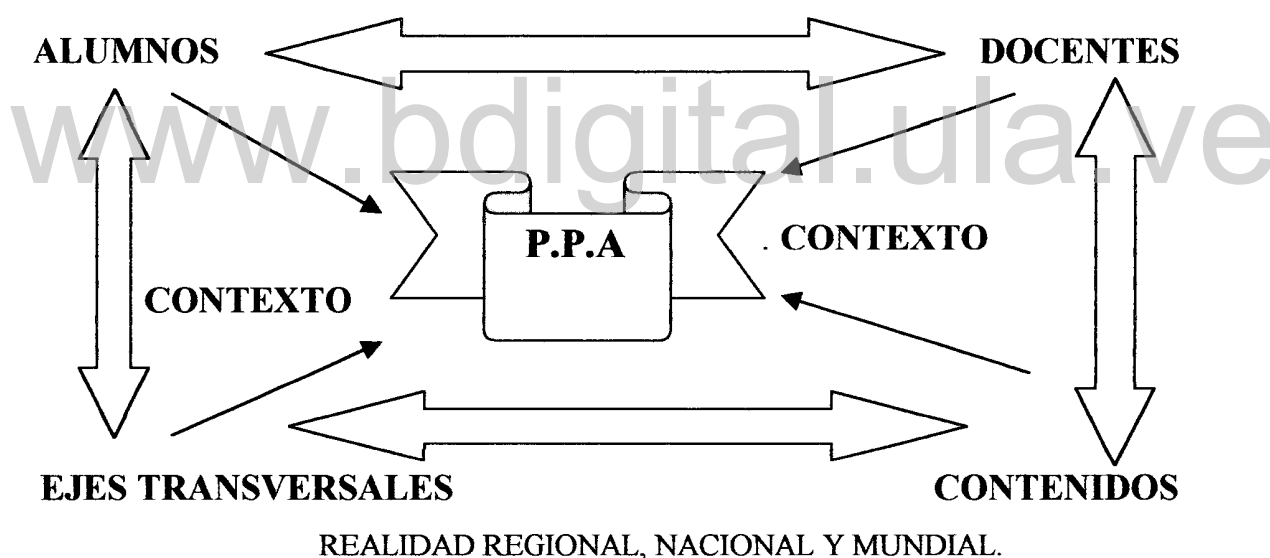 ALUMNOS
DOCENTES
www.bdigital.ula.ve
P.P.A
. CONTEXTO
CONTEXTO
EJES TRANSVERSALES
CONTENIDOS
REALIDAD REGIONAL, NACIONAL Y MUNDIAL.